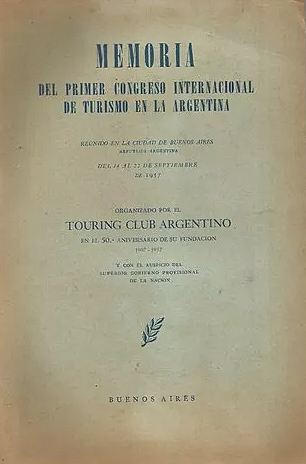 MEMORIA
DEL PRIMER CONGRESO INTERNACIONAL
DE TURISMO EN LA ARGENTINA
REUNIDO EN LA CIUDAD DE BUENOS AIRES
REPUBLICA ARGENTINA
DEL 14 AL 22 DE SEPTIEMBRE
DE 1957
ORGANIZADO POR EL
TOURING CLUB ARGENTINO
EN EL 50.º ANIVERSARIO DE SU FUNDACION
1907 - 1957
Y CON EL AUSPICIO DEL
SUPERIOR GOBIERNO PROVISIONAL
DE LA NACION
BUENOS AIRES